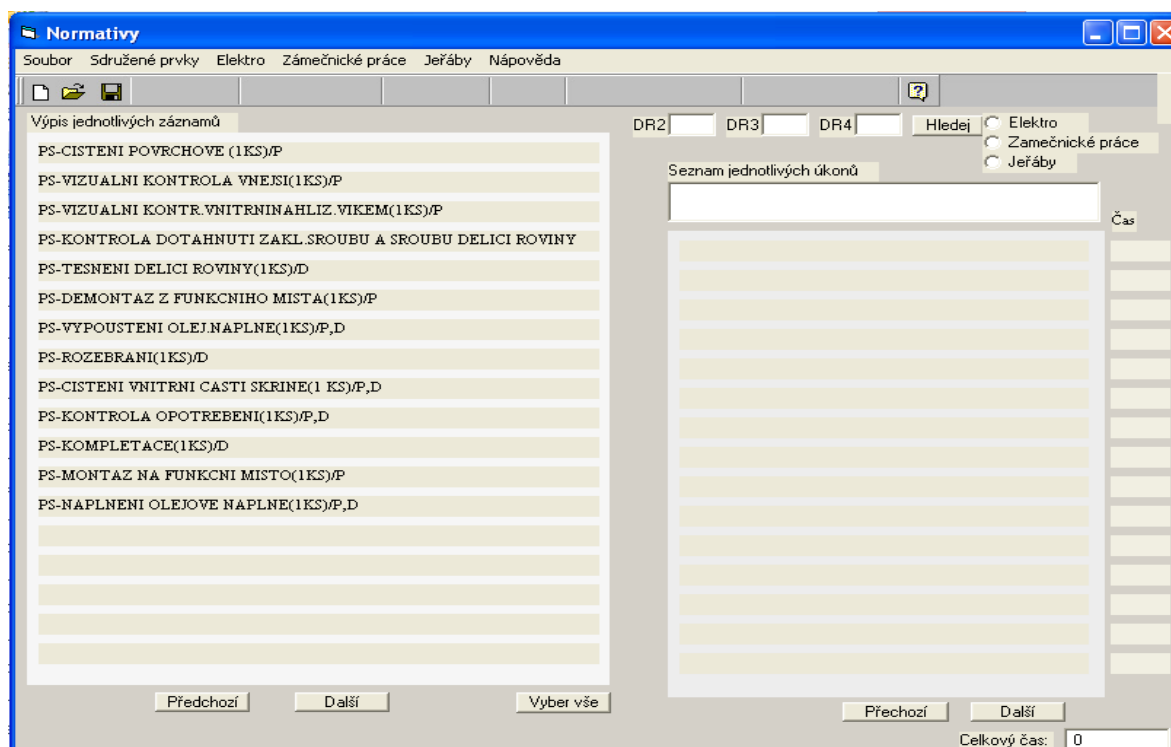 Normativy
Soubor Sdružené prvky Elektro Zámečnické práce Jeřáby Nápověda
Výpis jednotlivých záznamů
PS-CISTENI POVRCHOVE (1KS)/P
PS-VIZUALNI KONTROLA VNEJSI(1KS)/P
PS-VIZUALNI KONTR.VNITRNINAHLIZ.VIKEM(1KS)/P
PS-KONTROLA DOTAHNUTI ZAKL.SROUBU A SROUBU DELICI ROVINY
PS-TESNENI DELICI ROVINY(1KS)/D
PS-DEMONTAZ Z FUNKCNIHO MISTA(1KS)/P
PS-VYPOUSTENI OLEJ.NAPLNE(1KS)/P,D
PS-ROZEBRANI(1KS)/D
PS-CISTENI VNITRNI CASTI SKRINE(1 KS)/P,D
PS-KONTROLA OPOTREBENI(1KS)/P,D
PS-KOMPLETACE(1KS)/D
PS-MONTAZ NA FUNKCNI MISTO(1KS)/P
PS-NAPLNENI OLEJOVE NAPLNE(1KS)/P,D
Předchozí Další Vyber vše
DR2 DR3 DR4 Hledej
Elektro
Zamečnické práce
Jeřáby
Seznam jednotlivých úkonů
Čas
Přechozí Další
Celkový čas: 0